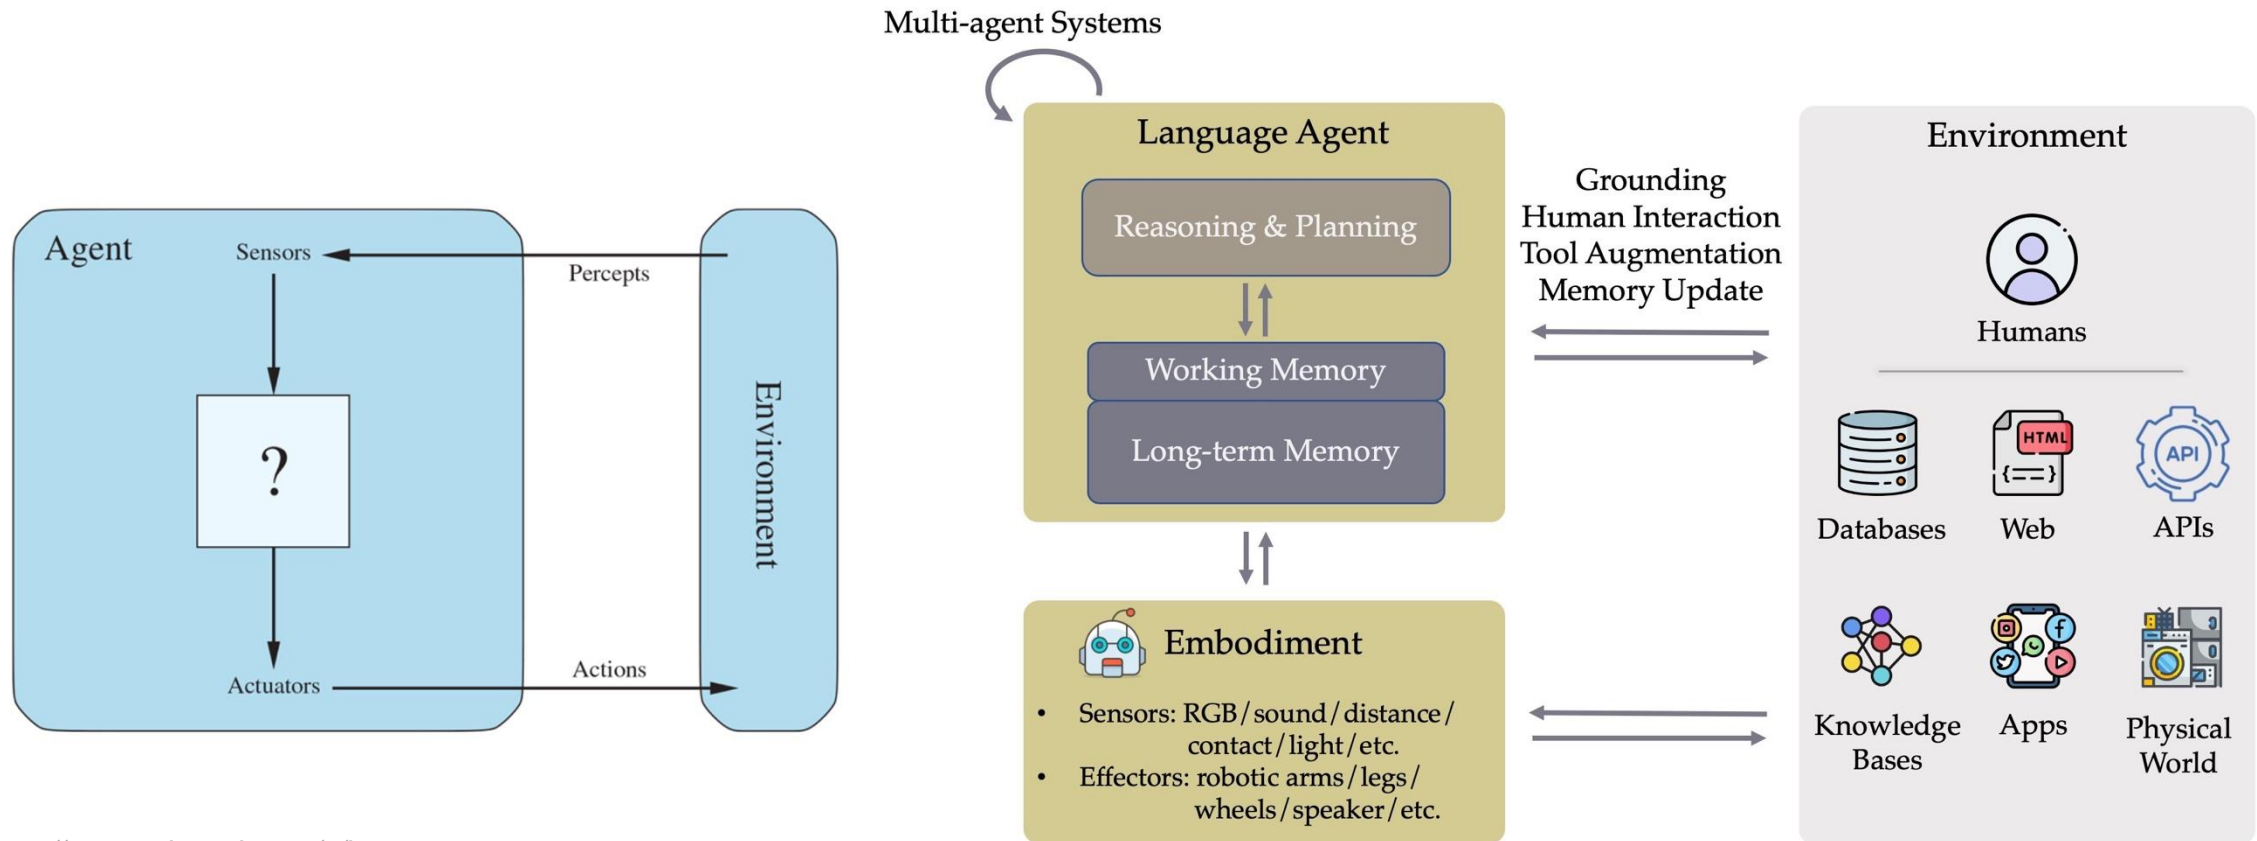 Agent
Sensors
Percepts
?
Environment
Actuators
Actions
Multi-agent Systems
Language Agent
Reasoning & Planning
Working Memory
Long-term Memory
Grounding
Human Interaction
Tool Augmentation
Memory Update
Embodiment
• Sensors: RGB/sound/distance/
contact/light/etc.
• Effectors: robotic arms/legs/
wheels/speaker/etc.
Environment
Humans
HTML
{==}
API
Databases
Web
APIs
Knowledge
Bases
Apps
Physical
World